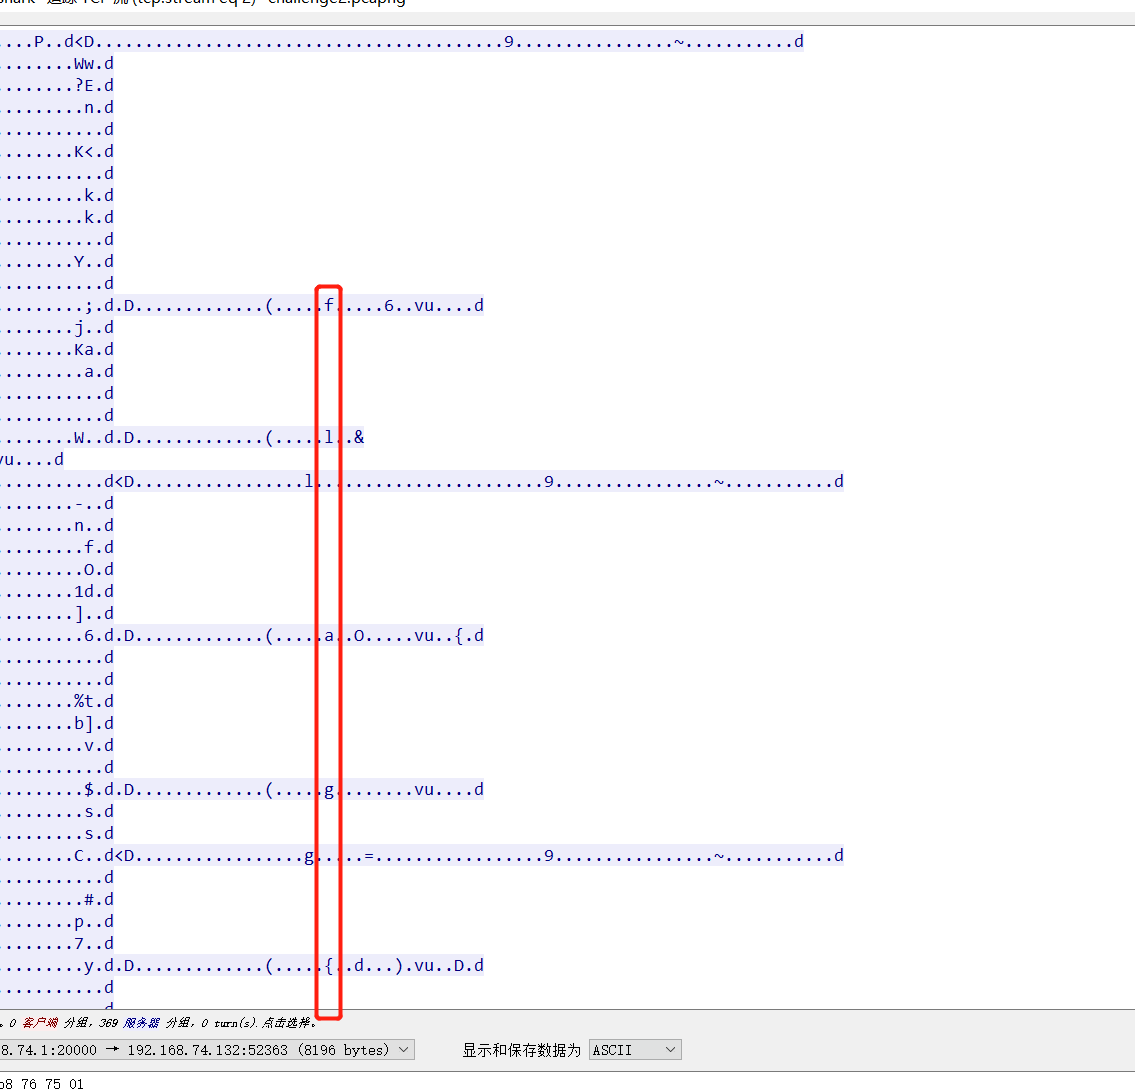 shark · 追踪 TCP 流 (tcp.stream eq 2) · challenge2.pcapng
....P..d<D.........................................9................~...........d
........Ww.d
........?E.d
.........n.d
...........d
........K<.d
...........d
.........k.d
.........k.d
...........d
........Y..d
...........d
.........;.d.D.............(......f.....6..vu....d
........j..d
........Ka.d
.........a.d
...........d
...........d
........W..d.D.............(......l..&
vu....d
...........d<D.................l.......................9................~...........d
........-..d
........n..d
.........f.d
.........O.d
........1d.d
........]..d
.........6.d.D.............(......a..O.....vu..{.d
...........d
...........d
........%t.d
........b].d
.........v.d
...........d
.........$.d.D.............(......g........vu....d
.........s.d
.........s.d
........C..d<D.................g.....=.................9................~...........d
...........d
.........#.d
........p..d
........7..d
.........y.d.D.............(......{..d...).vu..D.d
...........d
...........d
。0 客户端 分组，369 服务器 分组，0 turn(s). 点击选择。
8.74.1:20000 → 192.168.74.132:52363 (8196 bytes)
显示和保存数据为 ASCII
b8 76 75 01